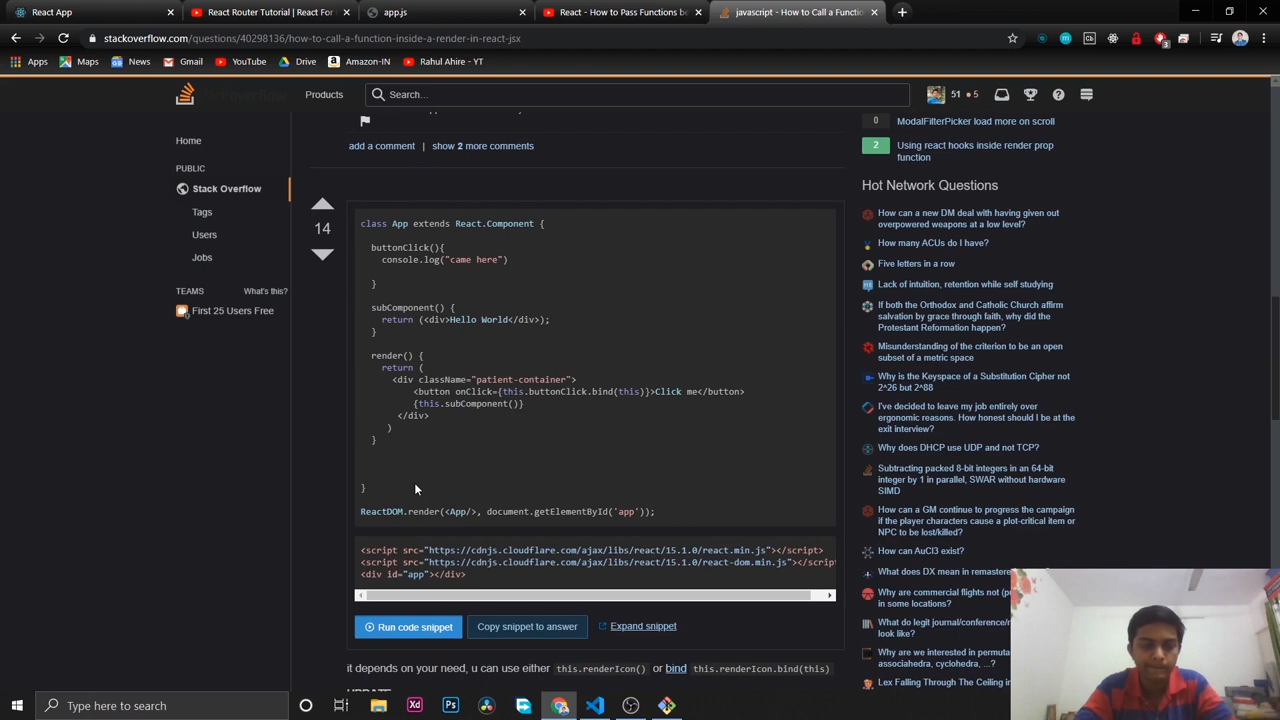 React App
React Router Tutorial | React For
app.js
React - How to Pass Functions be
javascript - How to Call a Functio
stackoverflow.com/questions/40298136/how-to-call-a-function-inside-a-render-in-react-jsx
Apps
Maps
News
Gmail
YouTube
Drive
Amazon-IN
Rahul Ahire - YT
Products
Search...
51 5
Home
PUBLIC
Stack Overflow
Tags
Users
Jobs
TEAMS
What's this?
First 25 Users Free
add a comment | show 2 more comments
14
class App extends React.Component {
buttonClick(){
console.log("came here")
}
subComponent() {
return (<div>Hello World</div>);
}
render() {
return (
<div className="patient-container">
<button onClick={this.buttonClick.bind(this)}>Click me</button>
{this.subComponent()}
</div>
)
}
}
ReactDOM.render(<App/>, document.getElementById('app'));
<script src="https://cdnjs.cloudflare.com/ajax/libs/react/15.1.0/react.min.js"></script>
<script src="https://cdnjs.cloudflare.com/ajax/libs/react/15.1.0/react-dom.min.js"></script
<div id="app"></div>
Run code snippet
Copy snippet to answer
Expand snippet
it depends on your need, u can use either this.renderIcon() or bind this.renderIcon.bind(this)
UPDATE
0
ModalFilterPicker load more on scroll
2
Using react hooks inside render prop
function
Hot Network Questions
How can a new DM deal with having given out
overpowered weapons at a low level?
How many ACUs do I have?
Five letters in a row
Lack of intuition, retention while self studying
If both the Orthodox and Catholic Church affirm
salvation by grace through faith, why did the
Protestant Reformation happen?
Misunderstanding of the criterion to be an open
subset of a metric space
Why is the Keyspace of a Substitution Cipher not
2^26 but 2^88
I've decided to leave my job entirely over
ergonomic reasons. How honest should I be at the
exit interview?
Why does DHCP use UDP and not TCP?
Subtracting packed 8-bit integers in an 64-bit
integer by 1 in parallel, SWAR without hardware
SIMD
How can a GM continue to progress the campaign
if the player characters cause a plot-critical item or
NPC to be lost/killed?
How can AuCl3 exist?
What does DX mean in remastere
Why are commercial flights not (p
in some locations?
What do legit journal/conference/
look like?
Why are we interested in permuta
associahedra, cyclohedra, ...?
Lex Falling Through The Ceiling i
Type here to search